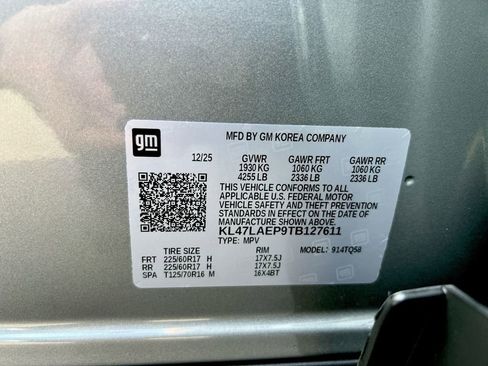 gm
MFD BY GM KOREA COMPANY
12/25 GVWR GAWR FRT GAWR RR
1930 KG 1060 KG 1060 KG
4255 LB 2336 LB 2336 LB
THIS VEHICLE CONFORMS TO ALL
APPLICABLE U.S. FEDERAL MOTOR
VEHICLE SAFETY AND THEFT PREVENTION
STANDARDS IN EFFECT ON THE DATE OF
MANUFACTURE SHOWN ABOVE.
KL47LAEP9TB127611
TYPE: MPV MODEL: 914TQ58
TIRE SIZE RIM
FRT 225/60R17 H 17X7.5J
RR 225/60R17 H 17X7.5J
SPA T125/70R16 M 16X4BT